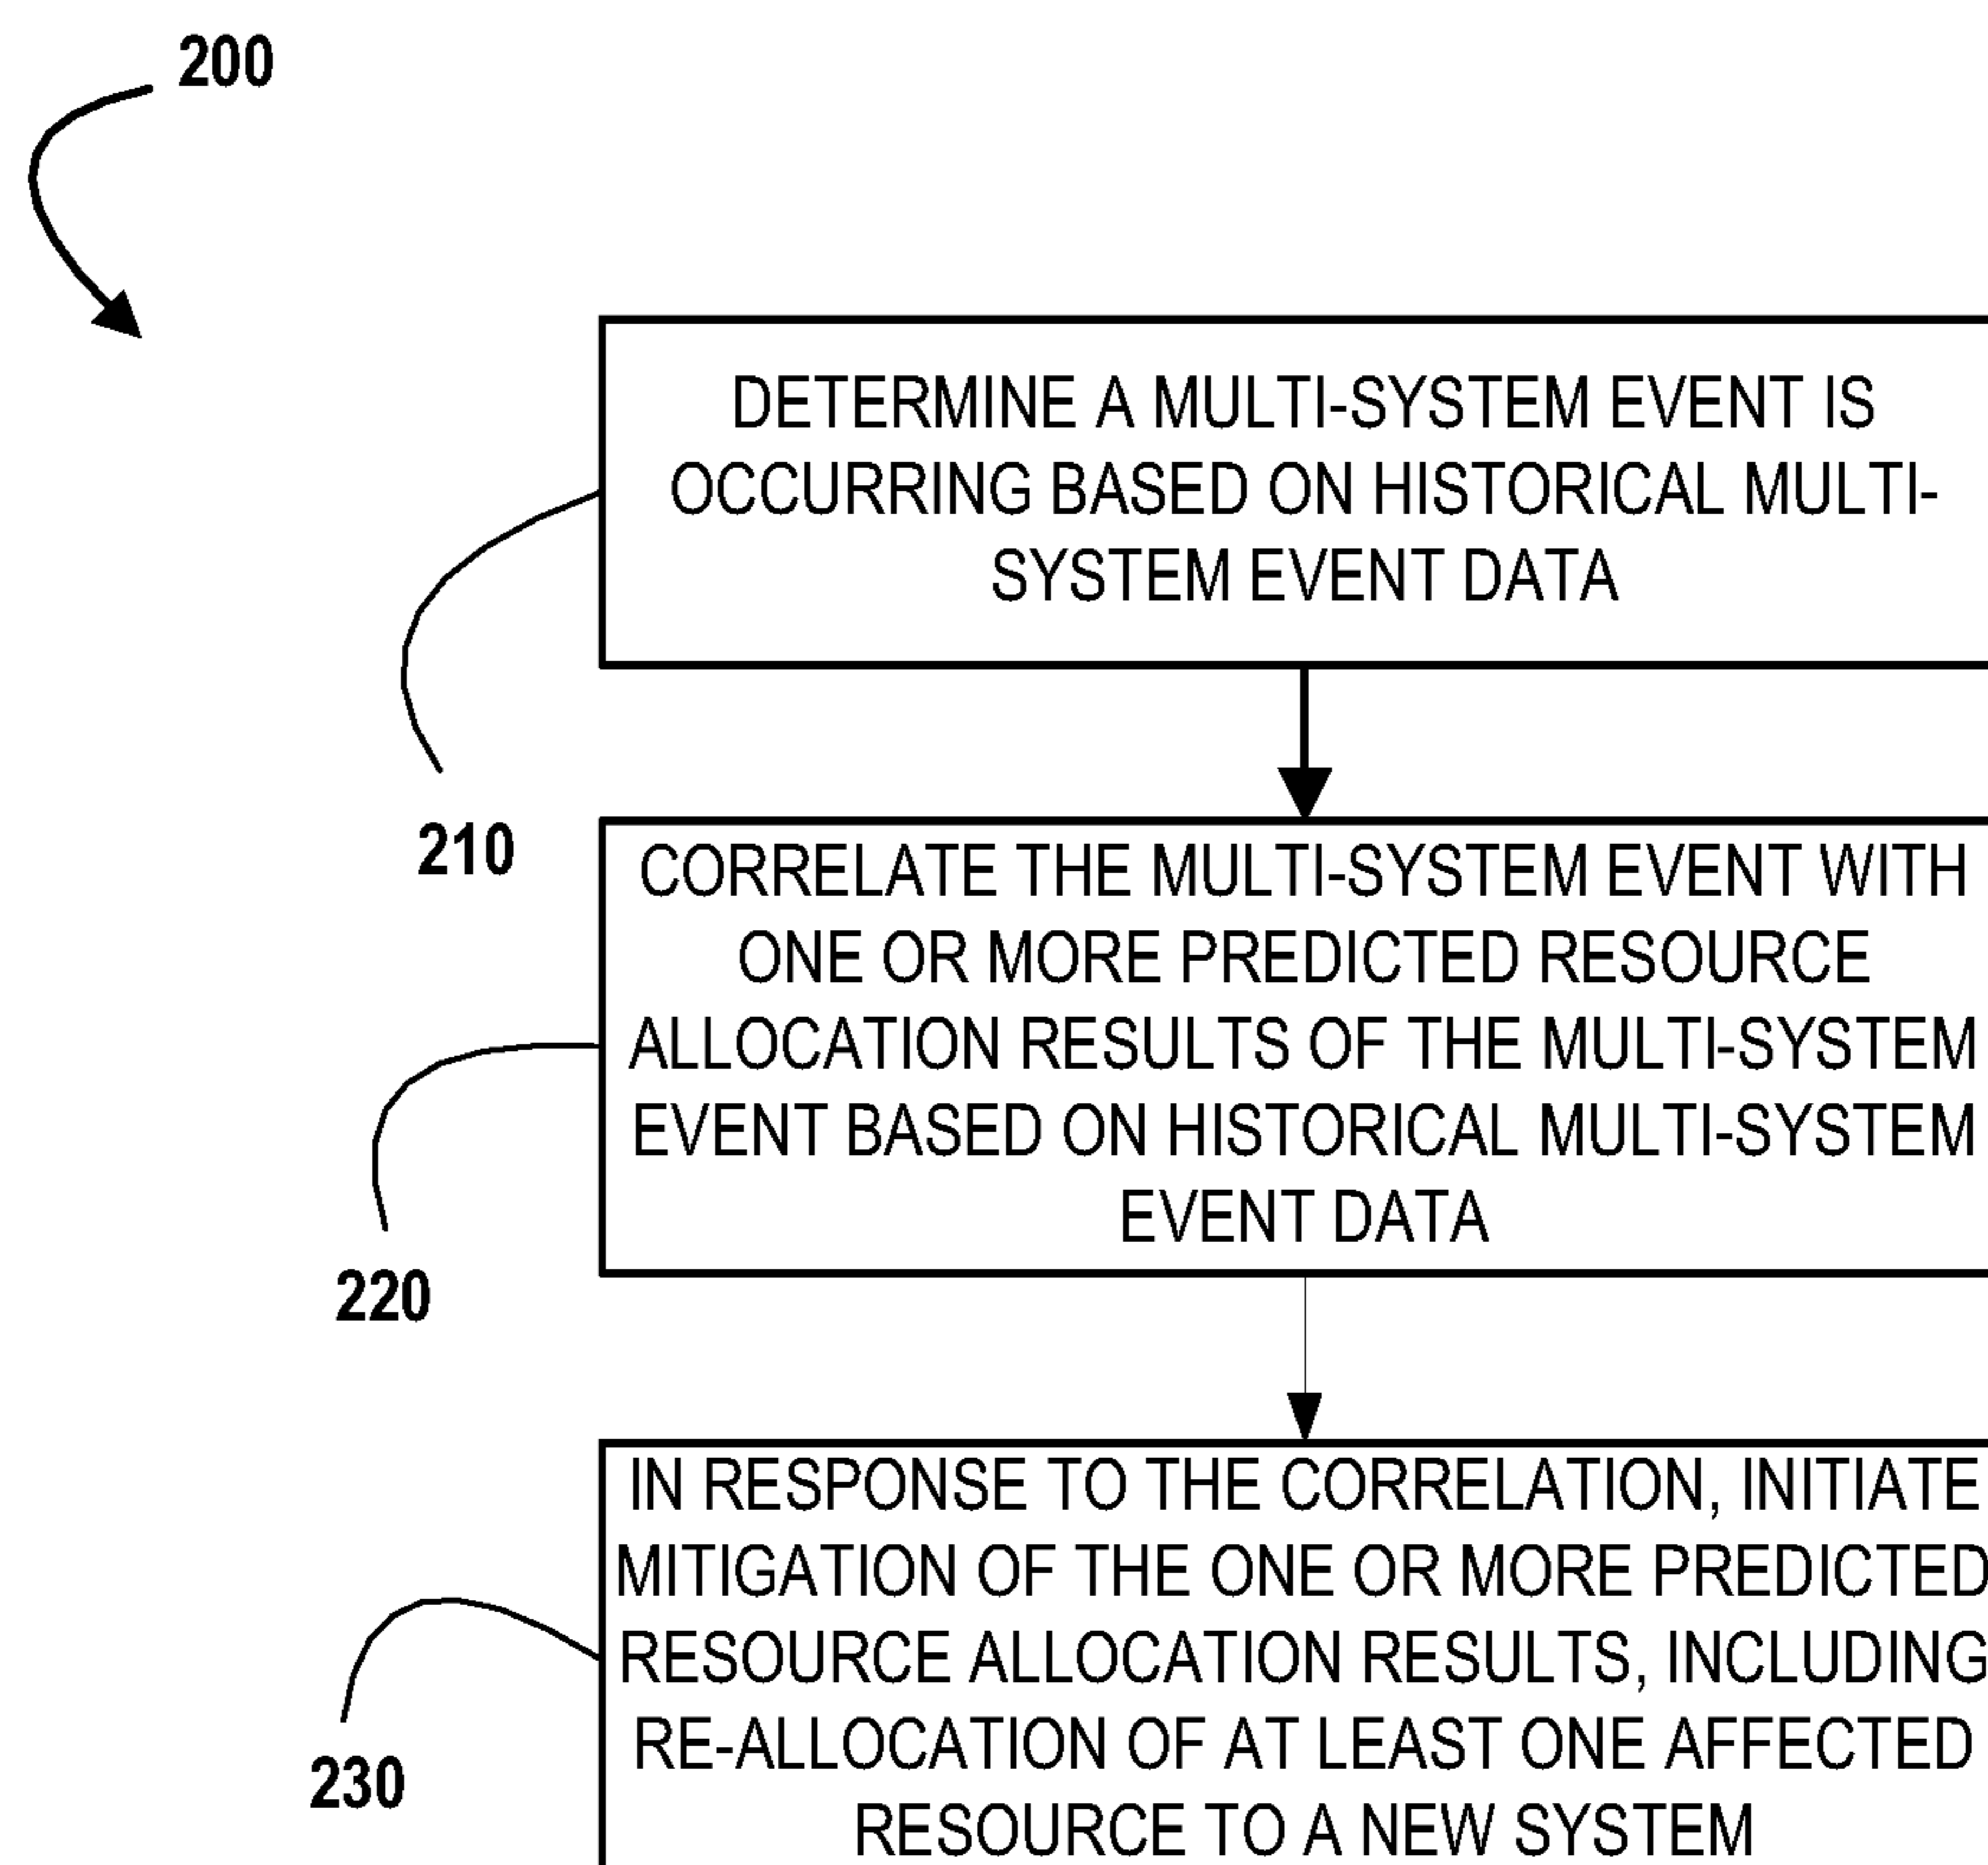 200
DETERMINE A MULTI-SYSTEM EVENT IS
OCCURRING BASED ON HISTORICAL MULTI-
SYSTEM EVENT DATA
210
CORRELATE THE MULTI-SYSTEM EVENT WITH
ONE OR MORE PREDICTED RESOURCE
ALLOCATION RESULTS OF THE MULTI-SYSTEM
EVENT BASED ON HISTORICAL MULTI-SYSTEM
EVENT DATA
220
IN RESPONSE TO THE CORRELATION, INITIATE
MITIGATION OF THE ONE OR MORE PREDICTED
RESOURCE ALLOCATION RESULTS, INCLUDING
RE-ALLOCATION OF AT LEAST ONE AFFECTED
RESOURCE TO A NEW SYSTEM
230